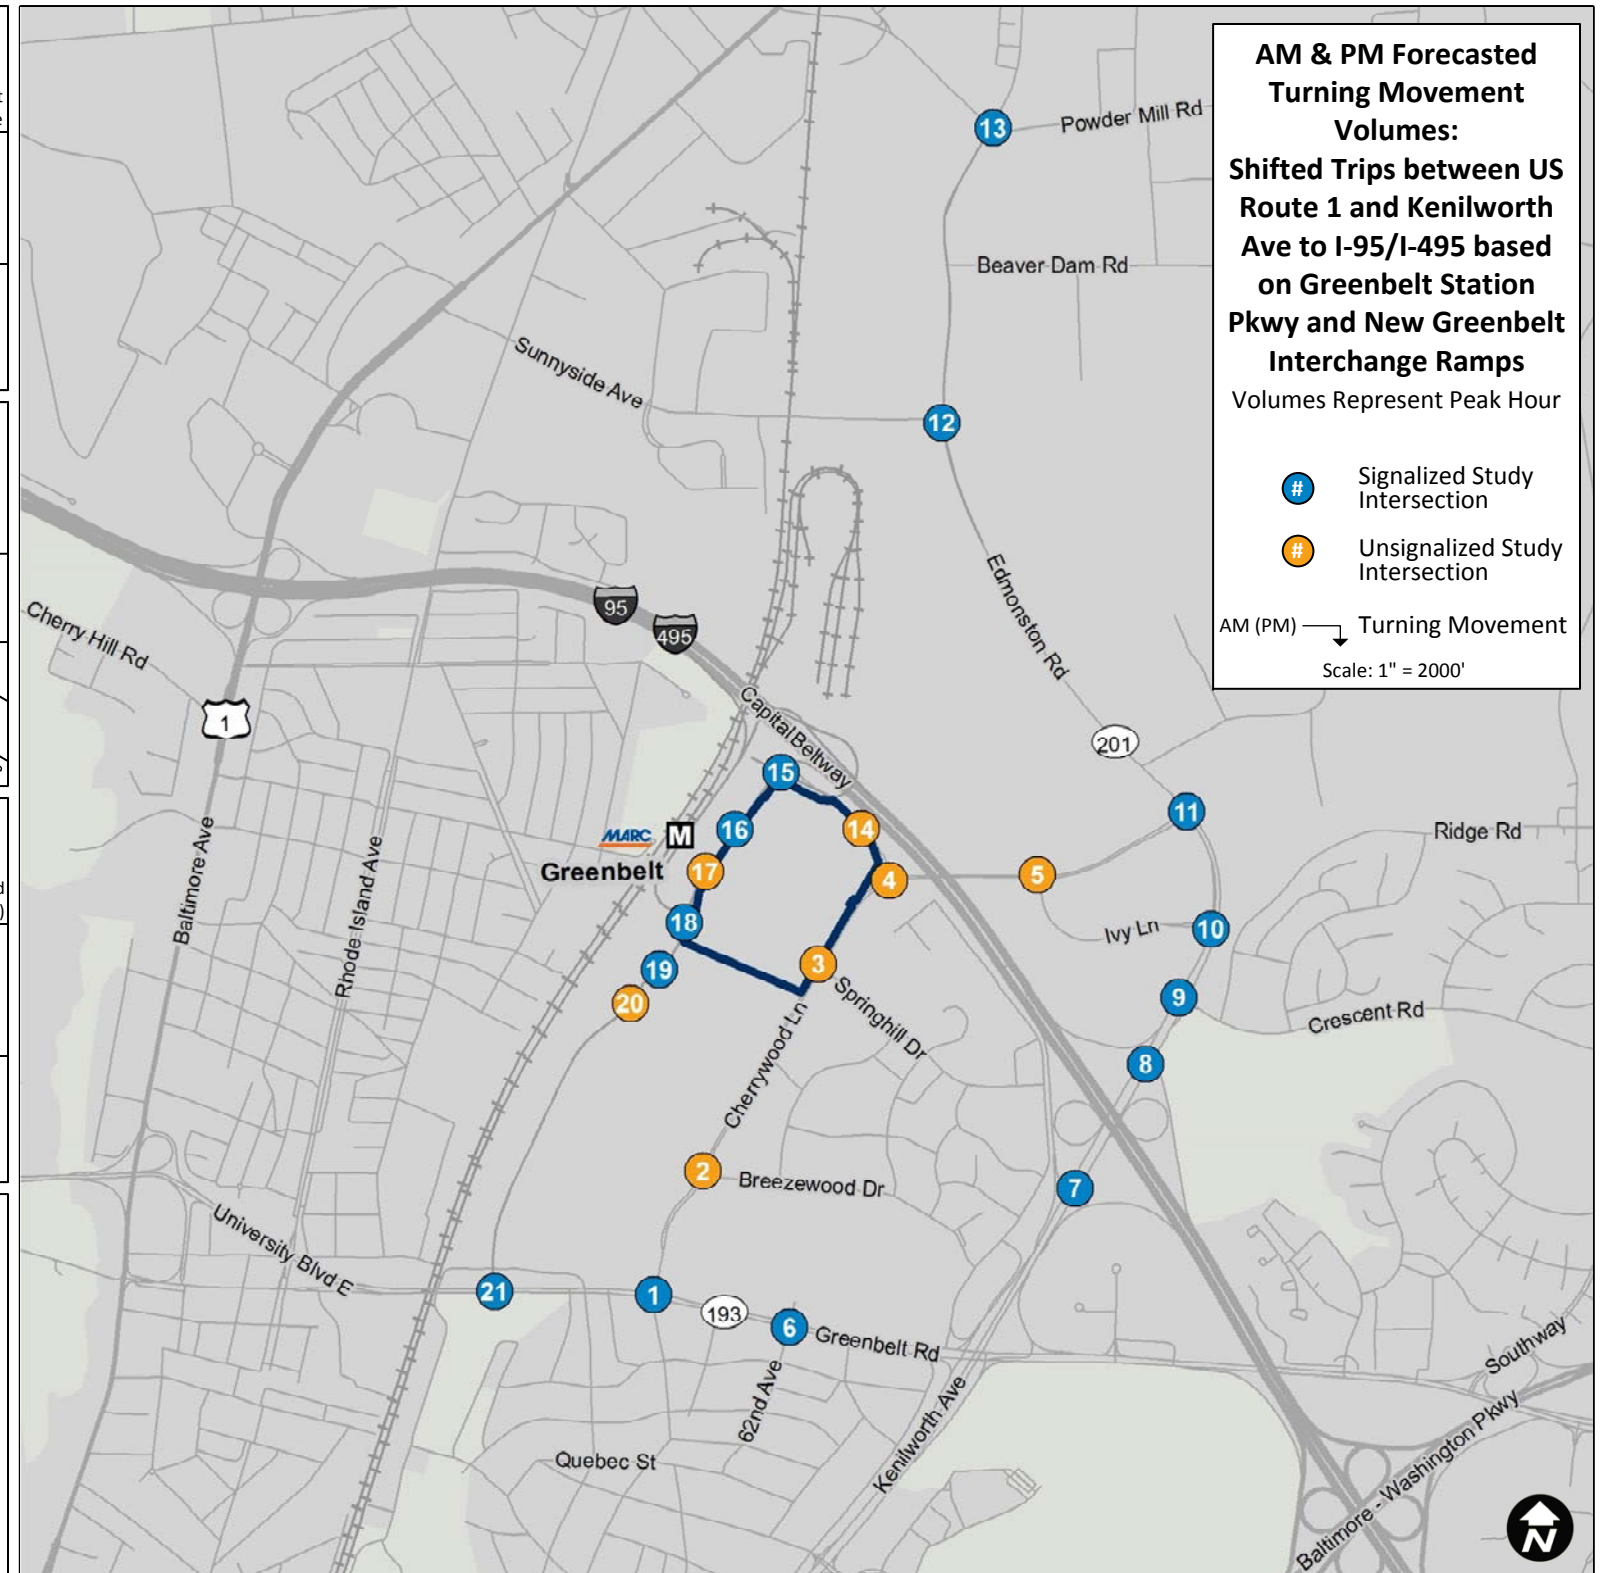 AM & PM Forecasted
Turning Movement
Volumes:
Shifted Trips between US
Route 1 and Kenilworth
Ave to I-95/I-495 based
on Greenbelt Station
Pkwy and New Greenbelt
Interchange Ramps
Volumes Represent Peak Hour
# Signalized Study
Intersection
# Unsignalized Study
Intersection
AM (PM) Turning Movement
Scale: 1" = 2000'
13
Powder Mill Rd
Beaver Dam Rd
Sunnyside Ave
12
Edmonston Rd
95
495
Cherry Hill Rd
1
Capital Beltway
201
15
11
Ridge Rd
16
14
MARC M
Greenbelt
17
4
5
Baltimore Ave
Rhode Island Ave
18
10
Ivy Ln
19
3
Springhill Dr
9
Crescent Rd
20
Cherrywood Ln
8
2
Breezewood Dr
7
University Blvd E
21
1
193
6
Greenbelt Rd
62nd Ave
Kenilworth Ave
Southway
Quebec St
Baltimore - Washington Pkwy
N